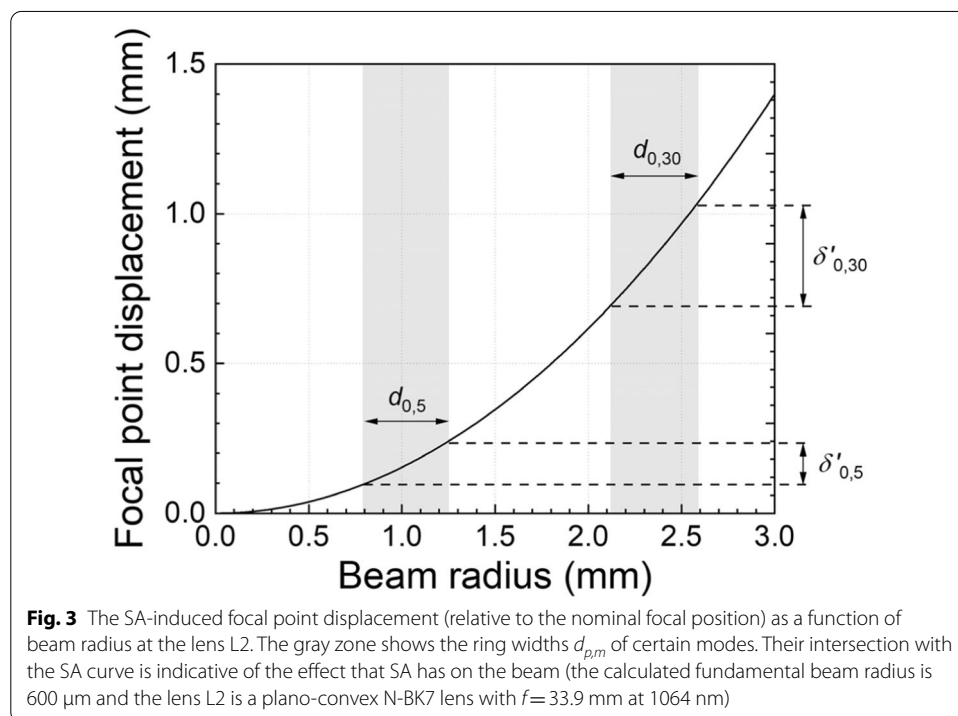 Focal point displacement (mm)
1.5
1.0
0.5
0.0
d0,30
d0,5
δ'0,30
δ'0,5
0.0 0.5 1.0 1.5 2.0 2.5 3.0
Beam radius (mm)
Fig. 3 The SA-induced focal point displacement (relative to the nominal focal position) as a function of
beam radius at the lens L2. The gray zone shows the ring widths dp,m of certain modes. Their intersection with
the SA curve is indicative of the effect that SA has on the beam (the calculated fundamental beam radius is
600 μm and the lens L2 is a plano-convex N-BK7 lens with f = 33.9 mm at 1064 nm)